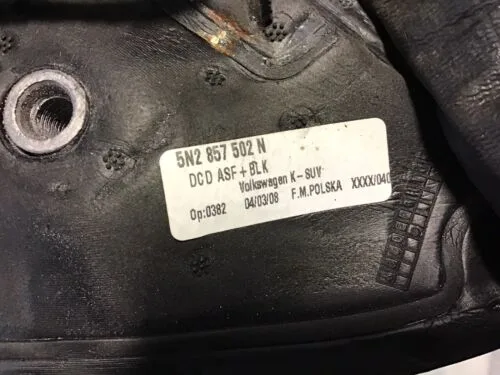 5N2 857 502 N
DCD ASF+BLK
Volkswagen K-SUV
Op:0382 04/03/08 F.M.POLSKA XXXX/040